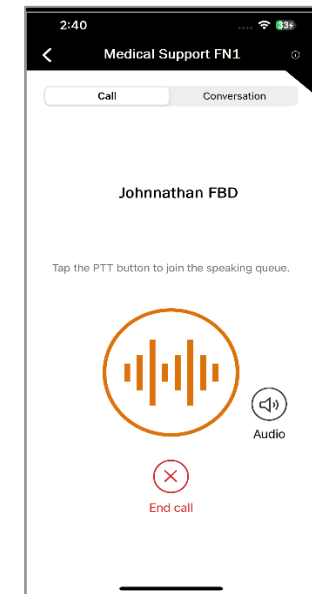 2:40
33
Medical Support FN1
Call
Conversation
Johnnathan FBD
Tap the PTT button to join the speaking queue.
Audio
End call